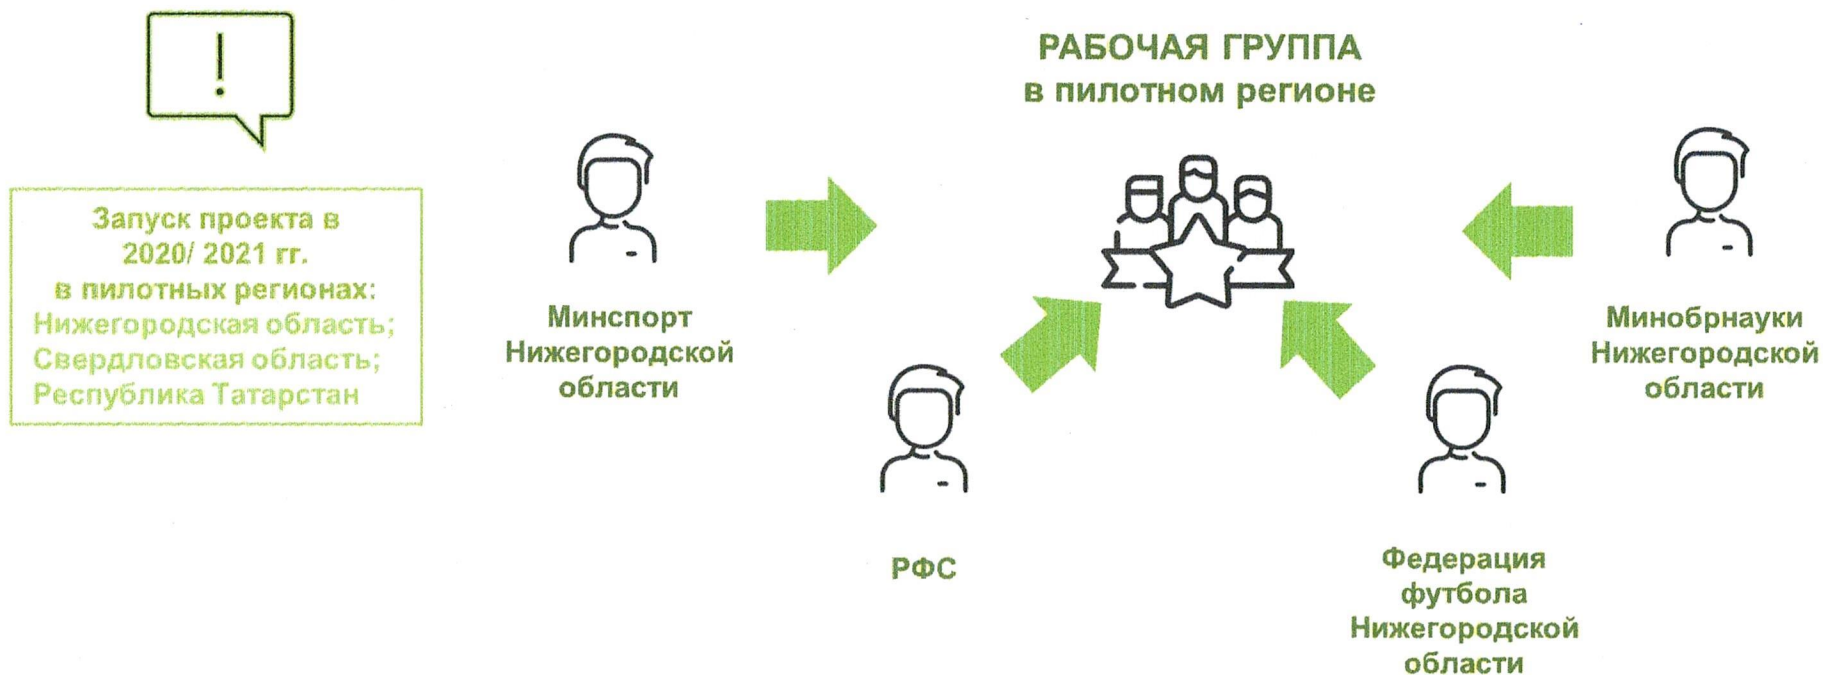 !
Запуск проекта в
2020/ 2021 гг.
в пилотных регионах:
Нижегородская область;
Свердловская область;
Республика Татарстан
РАБОЧАЯ ГРУППА
в пилотном регионе
Минспорт
Нижегородской
области
РФС
Федерация
футбола
Нижегородской
области
Минобрнауки
Нижегородской
области